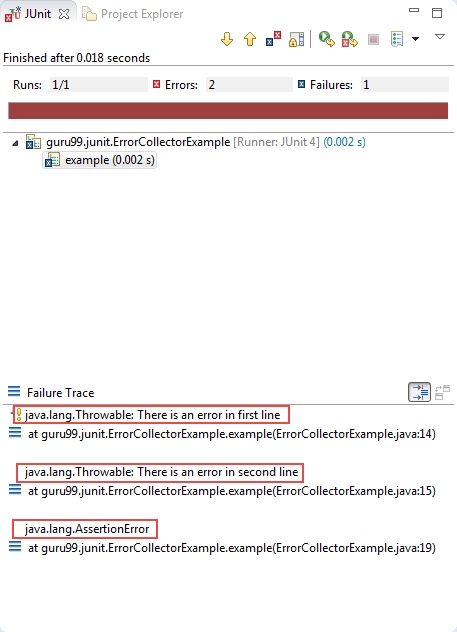 JUnit Project Explorer
Finished after 0.018 seconds
Runs: 1/1 Errors: 2 Failures: 1
guru99.junit.ErrorCollectorExample [Runner: JUnit 4] (0.002 s)
example (0.002 s)
Failure Trace
java.lang.Throwable: There is an error in first line
at guru99.junit.ErrorCollectorExample.example(ErrorCollectorExample.java:14)
java.lang.Throwable: There is an error in second line
at guru99.junit.ErrorCollectorExample.example(ErrorCollectorExample.java:15)
java.lang.AssertionError
at guru99.junit.ErrorCollectorExample.example(ErrorCollectorExample.java:19)